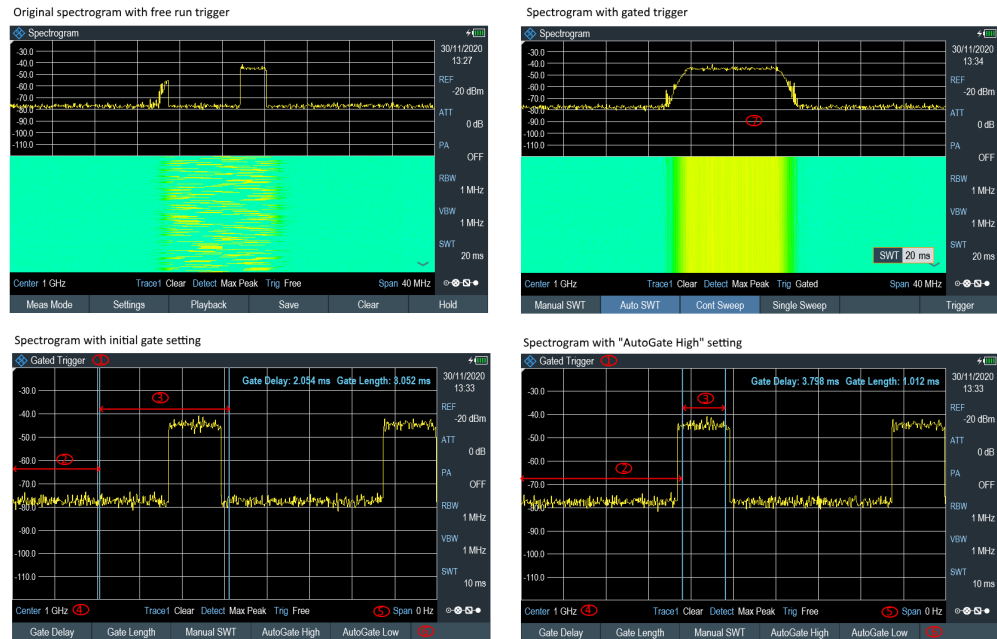 Original spectrogram with free run trigger
Spectrogram
30/11/2020
13:27
-30.0
-40.0
-50.0
-60.0
-70.0
-80.0
-90.0
-100.0
-110.0
REF
-20 dBm
ATT
0 dB
PA
OFF
RBW
1 MHz
VBW
1 MHz
SWT
20 ms
Center 1 GHz Trace1 Clear Detect Max Peak Trig Free Span 40 MHz
Meas Mode Settings Playback Save Clear Hold
Spectrogram with gated trigger
Spectrogram
30/11/2020
13:34
-30.0
-40.0
-50.0
-60.0
-70.0
-80.0
-90.0
-100.0
-110.0
⑦
REF
-20 dBm
ATT
0 dB
PA
OFF
RBW
1 MHz
VBW
1 MHz
SWT
20 ms
SWT 20 ms
Center 1 GHz Trace1 Clear Detect Max Peak Trig Gated Span 40 MHz
Manual SWT Auto SWT Cont Sweep Single Sweep Trigger
Spectrogram with initial gate setting
Gated Trigger ①
30/11/2020
13:33
Gate Delay: 2.054 ms Gate Length: 3.052 ms
-30.0
-40.0
-50.0
-60.0
-70.0
-80.0
-90.0
-100.0
-110.0
③
②
REF
-20 dBm
ATT
0 dB
PA
OFF
RBW
1 MHz
VBW
1 MHz
SWT
10 ms
Center 1 GHz ④ Trace1 Clear Detect Max Peak Trig Free ⑤ Span 0 Hz
Gate Delay Gate Length Manual SWT AutoGate High AutoGate Low ⑥
Spectrogram with "AutoGate High" setting
Gated Trigger ①
30/11/2020
13:33
Gate Delay: 3.798 ms Gate Length: 1.012 ms
-30.0
-40.0
-50.0
-60.0
-70.0
-80.0
-90.0
-100.0
-110.0
③
②
REF
-20 dBm
ATT
0 dB
PA
OFF
RBW
1 MHz
VBW
1 MHz
SWT
10 ms
Center 1 GHz ④ Trace1 Clear Detect Max Peak Trig Free ⑤ Span 0 Hz
Gate Delay Gate Length Manual SWT AutoGate High AutoGate Low ⑥